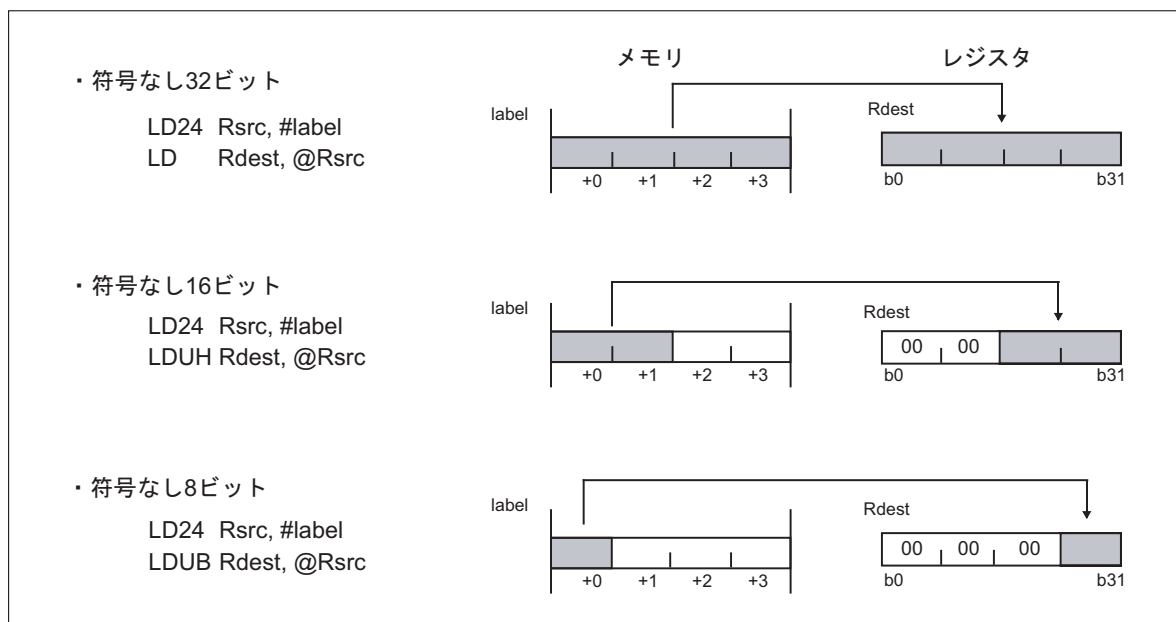 メモリ レジスタ
・符号なし32ビット
LD24 Rsrc, #label
LD Rdest, @Rsrc
label
+0 +1 +2 +3
Rdest
b0 b31
・符号なし16ビット
LD24 Rsrc, #label
LDUH Rdest, @Rsrc
label
+0 +1 +2 +3
Rdest
00 00
b0 b31
・符号なし8ビット
LD24 Rsrc, #label
LDUB Rdest, @Rsrc
label
+0 +1 +2 +3
Rdest
00 00 00
b0 b31